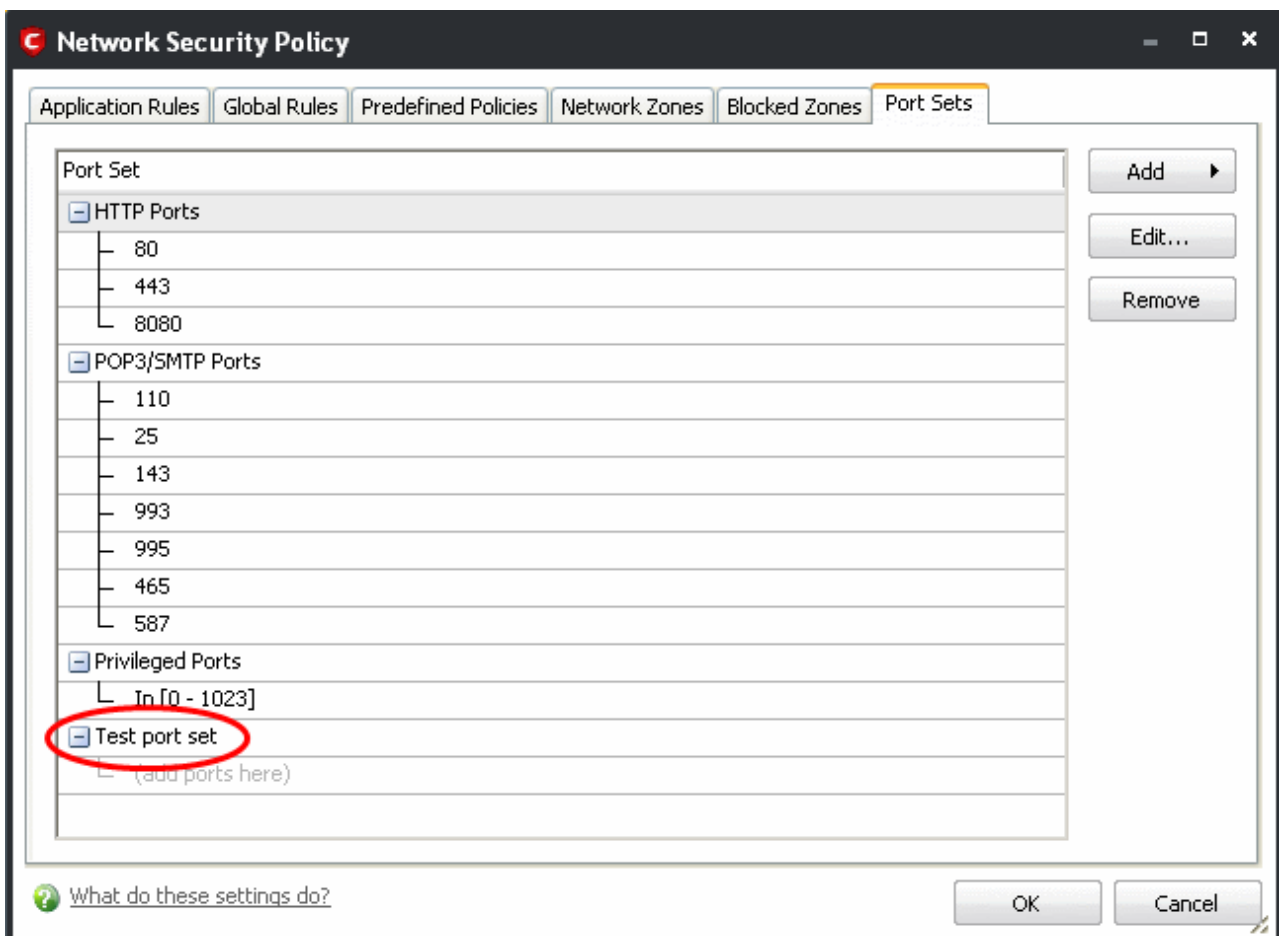 Network Security Policy
Application Rules Global Rules Predefined Policies Network Zones Blocked Zones Port Sets
Port Set
Add
HTTP Ports
80
Edit...
443
Remove
8080
POP3/SMTP Ports
110
25
143
993
995
465
587
Privileged Ports
In [0 - 1023]
Test port set
(add ports here)
What do these settings do?
OK
Cancel